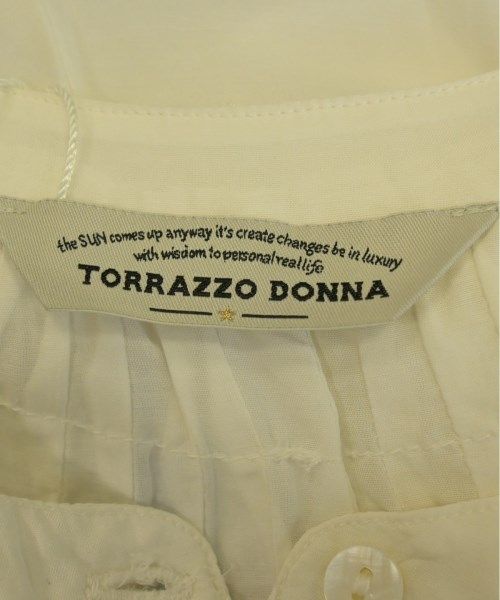 the SUN comes up anyway it's create changes be in luxury
with wisdom to personal real life
TORRAZZO DONNA